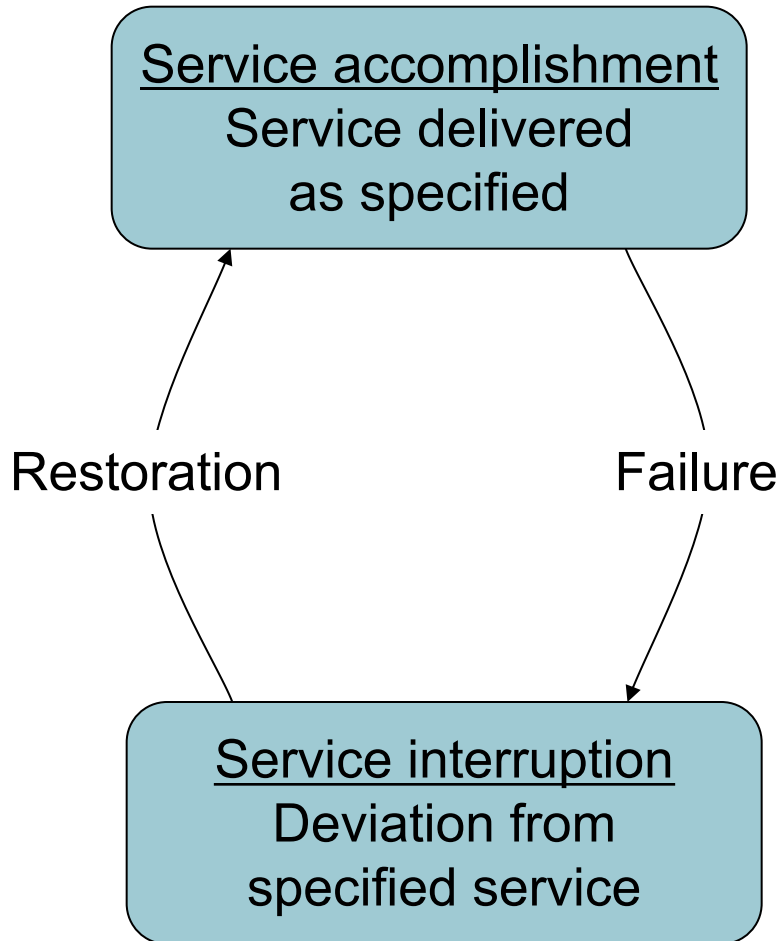 Service accomplishment
Service delivered
as specified
Restoration
Failure
Service interruption
Deviation from
specified service